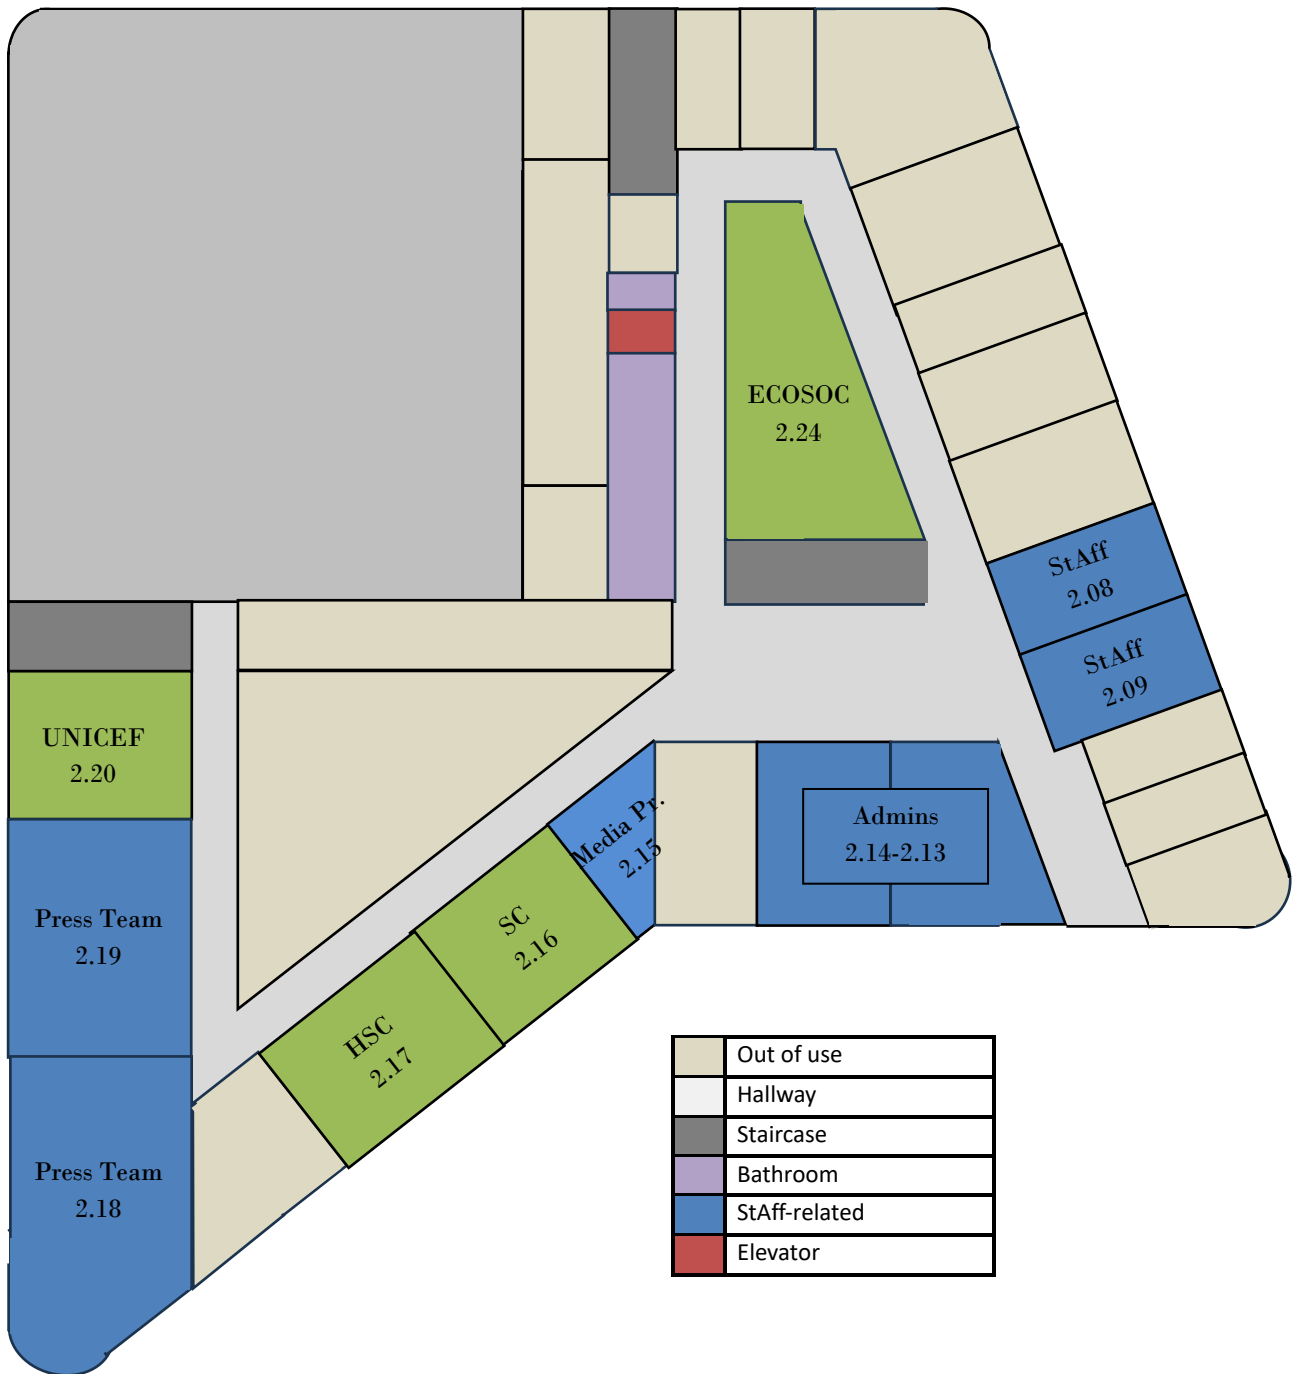 ECOSOC
2.24
StAff
2.08
StAff
2.09
UNICEF
2.20
Media Pr.
2.15
Admins
2.14-2.13
Press Team
2.19
SC
2.16
HSC
2.17
Press Team
2.18
Out of use
Hallway
Staircase
Bathroom
StAff-related
Elevator